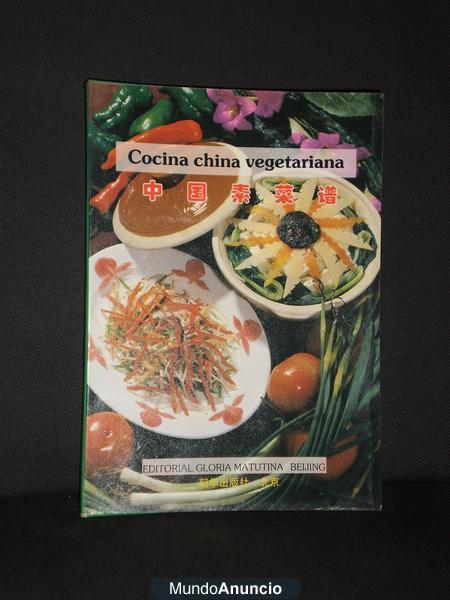 Cocina china vegetariana
中国素菜谱
EDITORIAL GLORIA MATUTINA BEIJING
朝华出版社 北京
MundoAnuncio